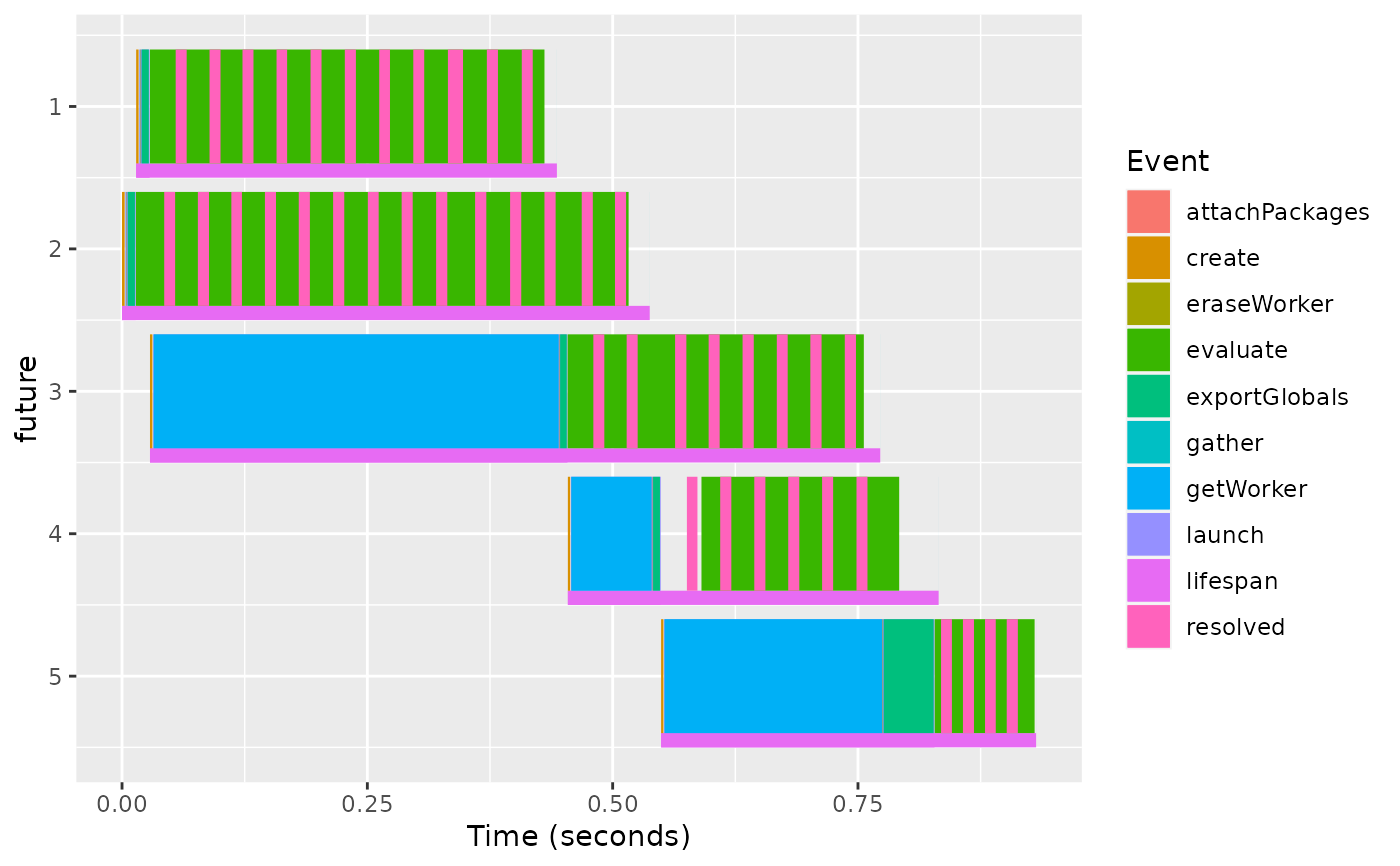 1
2
3
4
5
future
0.00
0.25
0.50
0.75
Time (seconds)
Event
attachPackages
create
eraseWorker
evaluate
exportGlobals
gather
getWorker
launch
lifespan
resolved